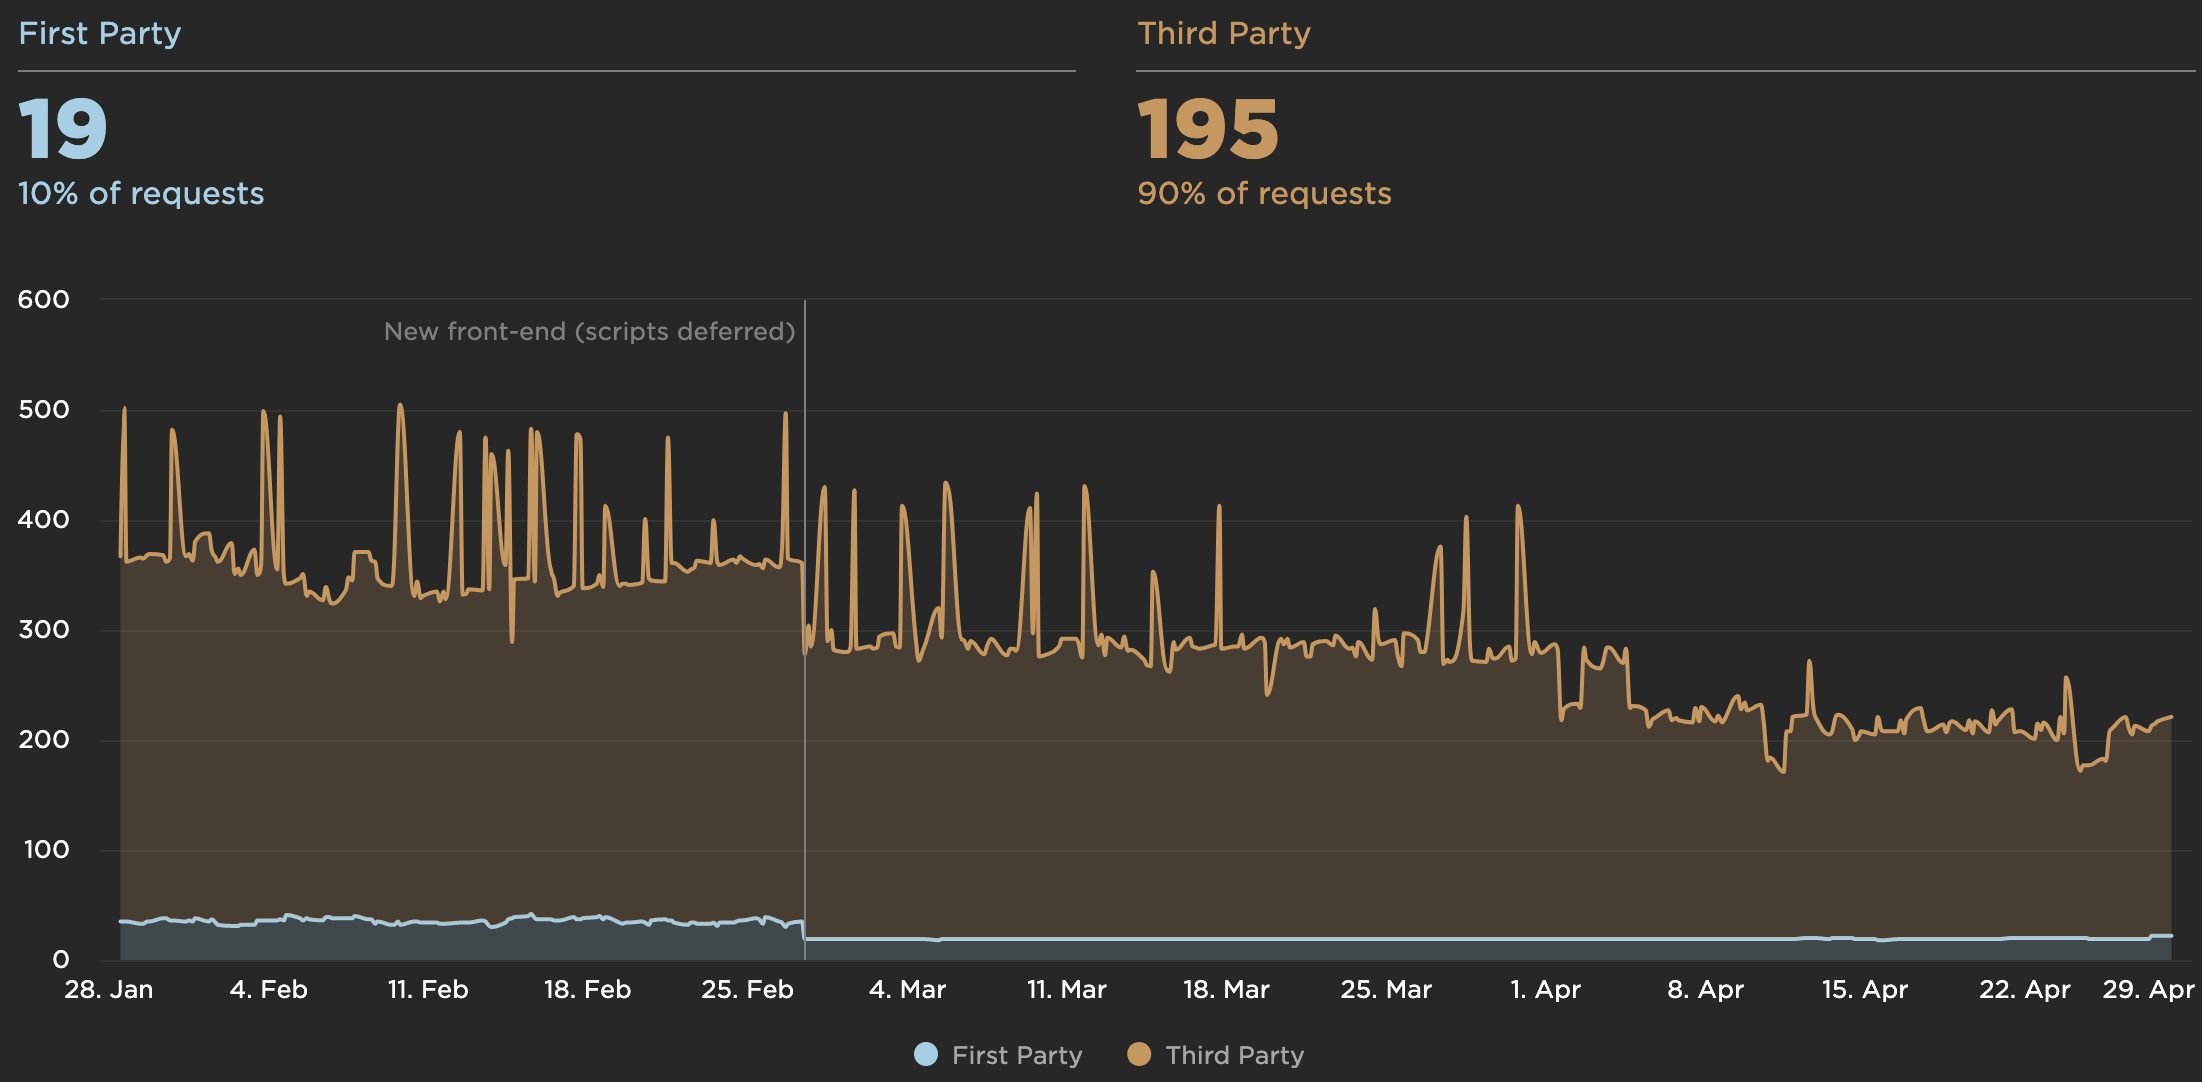 First Party
Third Party
19
195
10% of requests
90% of requests
600
New front-end (scripts deferred)
500
400
300
200
100
0
28. Jan 4. Feb 11. Feb 18. Feb 25. Feb 4. Mar 11. Mar 18. Mar 25. Mar 1. Apr 8. Apr 15. Apr 22. Apr 29. Apr
First Party Third Party